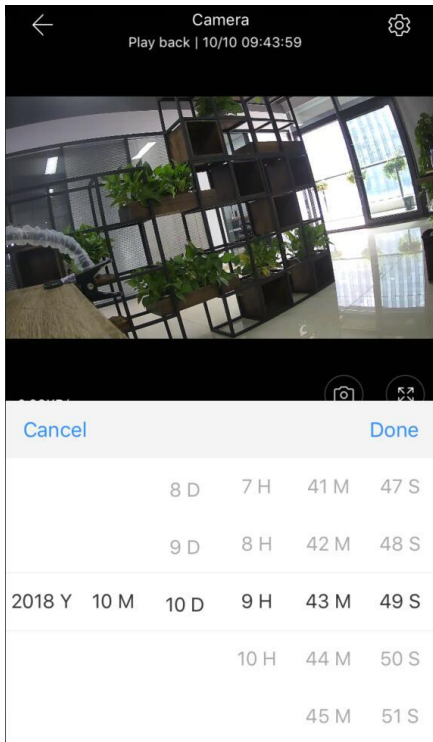 Camera
Play back | 10/10 09:43:59
Cancel Done
8 D 7 H 41 M 47 S
9 D 8 H 42 M 48 S
2018 Y 10 M 10 D 9 H 43 M 49 S
10 H 44 M 50 S
45 M 51 S